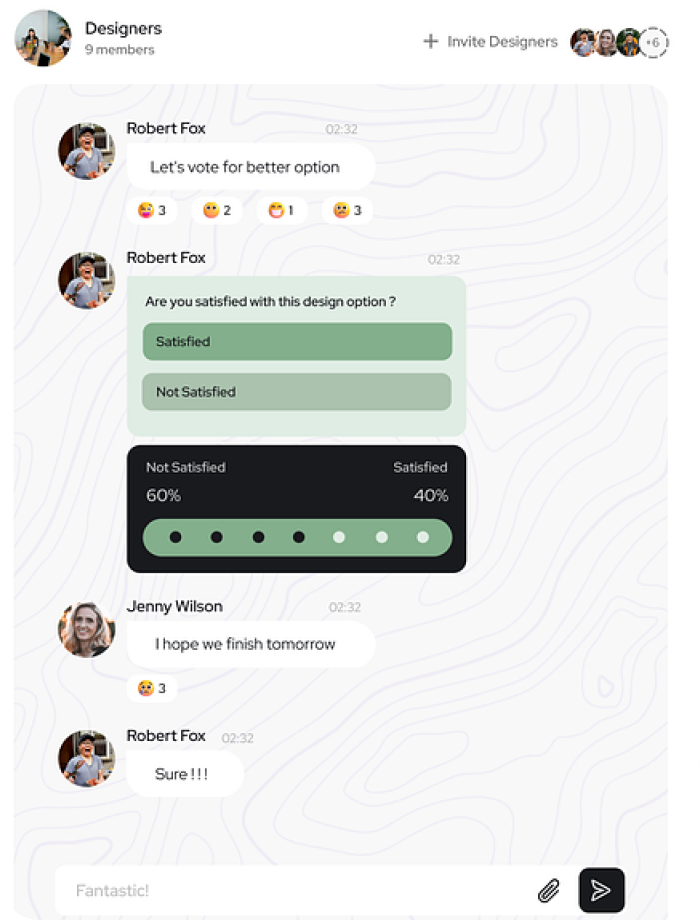 Designers
9 members
+ Invite Designers
+6
Robert Fox 02:32
Let's vote for better option
3 2 1 3
Robert Fox 02:32
Are you satisfied with this design option ?
Satisfied
Not Satisfied
Not Satisfied Satisfied
60% 40%
Jenny Wilson 02:32
I hope we finish tomorrow
3
Robert Fox 02:32
Sure !!!
Fantastic!